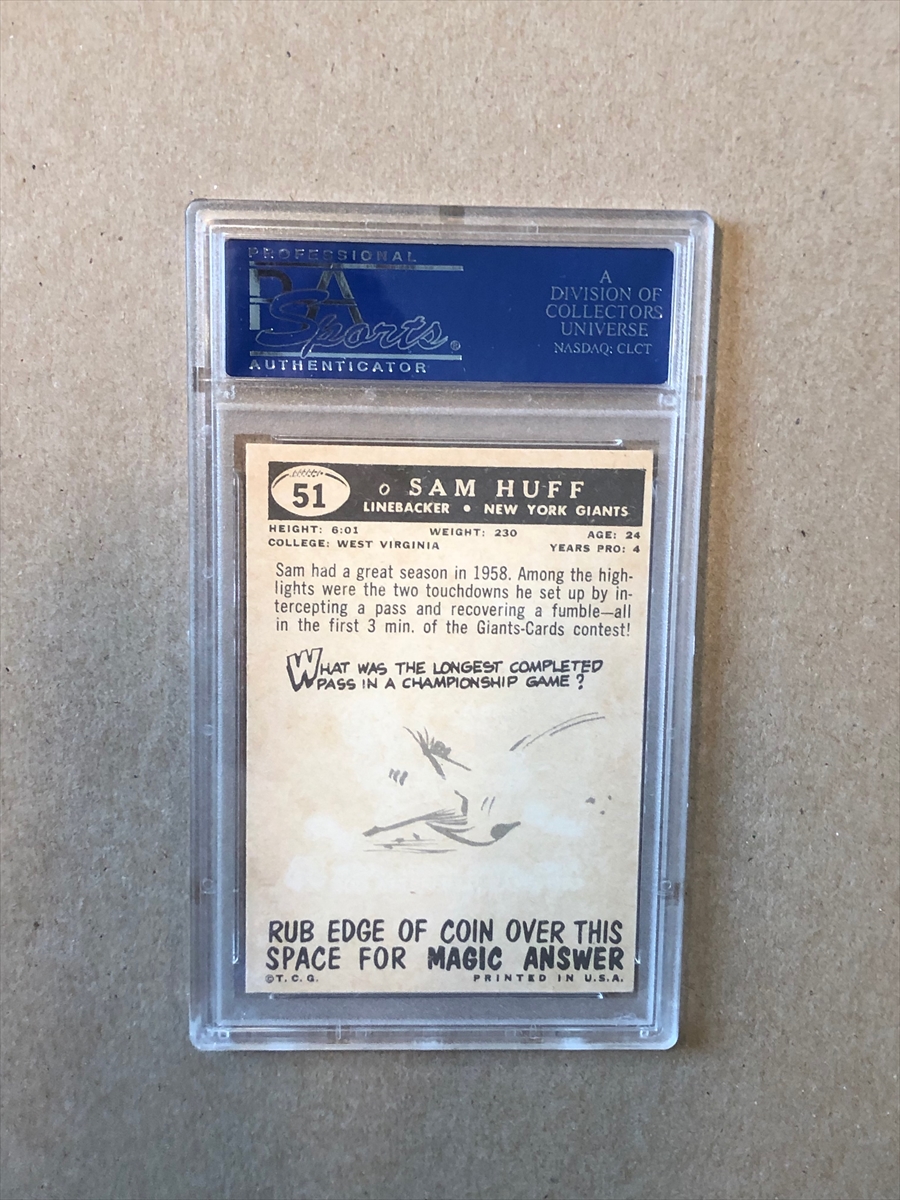 PROFESSIONAL
PSA
Sports®
AUTHENTICATOR
A
DIVISION OF
COLLECTORS
UNIVERSE
NASDAQ: CLCT
51
SAM HUFF
LINEBACKER • NEW YORK GIANTS
HEIGHT: 6:01 WEIGHT: 230 AGE: 24
COLLEGE: WEST VIRGINIA YEARS PRO: 4
Sam had a great season in 1958. Among the high-
lights were the two touchdowns he set up by in-
tercepting a pass and recovering a fumble—all
in the first 3 min. of the Giants-Cards contest!
WHAT WAS THE LONGEST COMPLETED
PASS IN A CHAMPIONSHIP GAME?
RUB EDGE OF COIN OVER THIS
SPACE FOR MAGIC ANSWER
©T.C.G. PRINTED IN U.S.A.